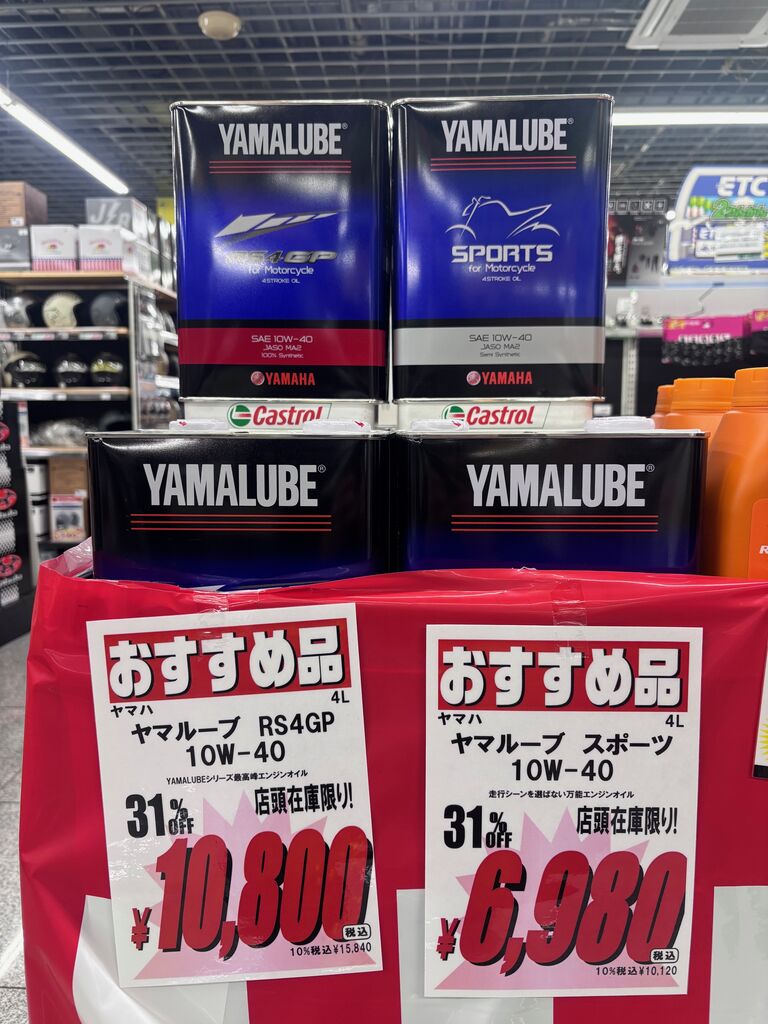 YAMALUBE®
RS4GP
for Motorcycle
4STROKE OIL
SAE 10W-40
JASO MA2
100% Synthetic
YAMAHA
YAMALUBE®
SPORTS
for Motorcycle
4STROKE OIL
SAE 10W-40
JASO MA2
Semi Synthetic
YAMAHA
ETC
Castrol
Castrol
YAMALUBE®
YAMALUBE®
おすすめ品
ヤマハ 4L
ヤマルーブ RS4GP
10W-40
YAMALUBEシリーズ最高峰エンジンオイル
31%OFF 店頭在庫限り!
¥10,800 税込
10%税込¥15,840
おすすめ品
ヤマハ 4L
ヤマルーブ スポーツ
10W-40
走行シーンを選ばない万能エンジンオイル
31%OFF 店頭在庫限り!
¥6,980 税込
10%税込¥10,120